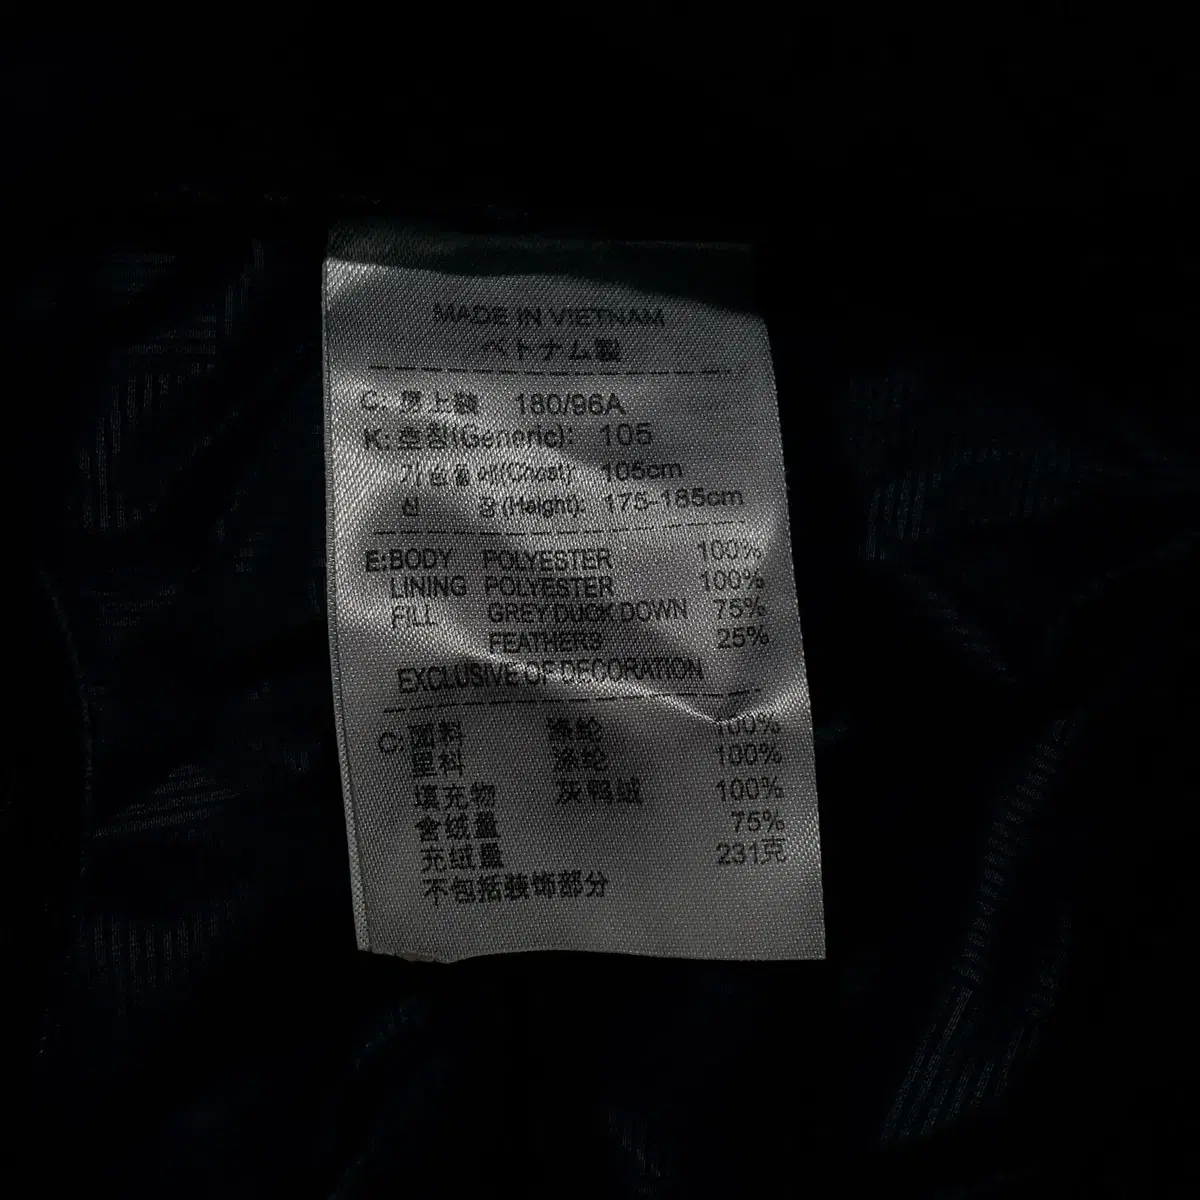 MADE IN VIETNAM
ベトナム製
C: 男上装 180/96A
K: 호칭(Generic): 105
가슴둘레(Chest): 105cm
신 장(Height): 175-185cm
E:BODY POLYESTER 100%
LINING POLYESTER 100%
FILL GREY DUCK DOWN 75%
FEATHERS 25%
EXCLUSIVE OF DECORATION
C: 面料 涤纶 100%
里料 涤纶 100%
填充物 灰鸭绒 100%
含绒量 75%
充绒量 231克
不包括装饰部分